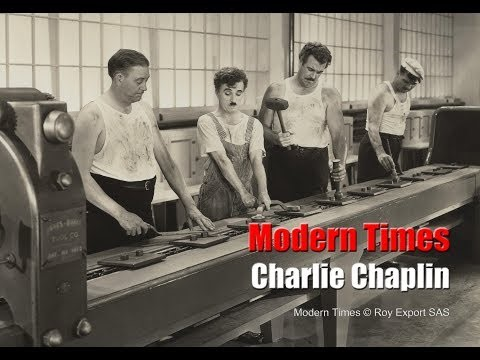 Modern Times
Charlie Chaplin
Modern Times © Roy Export SAS